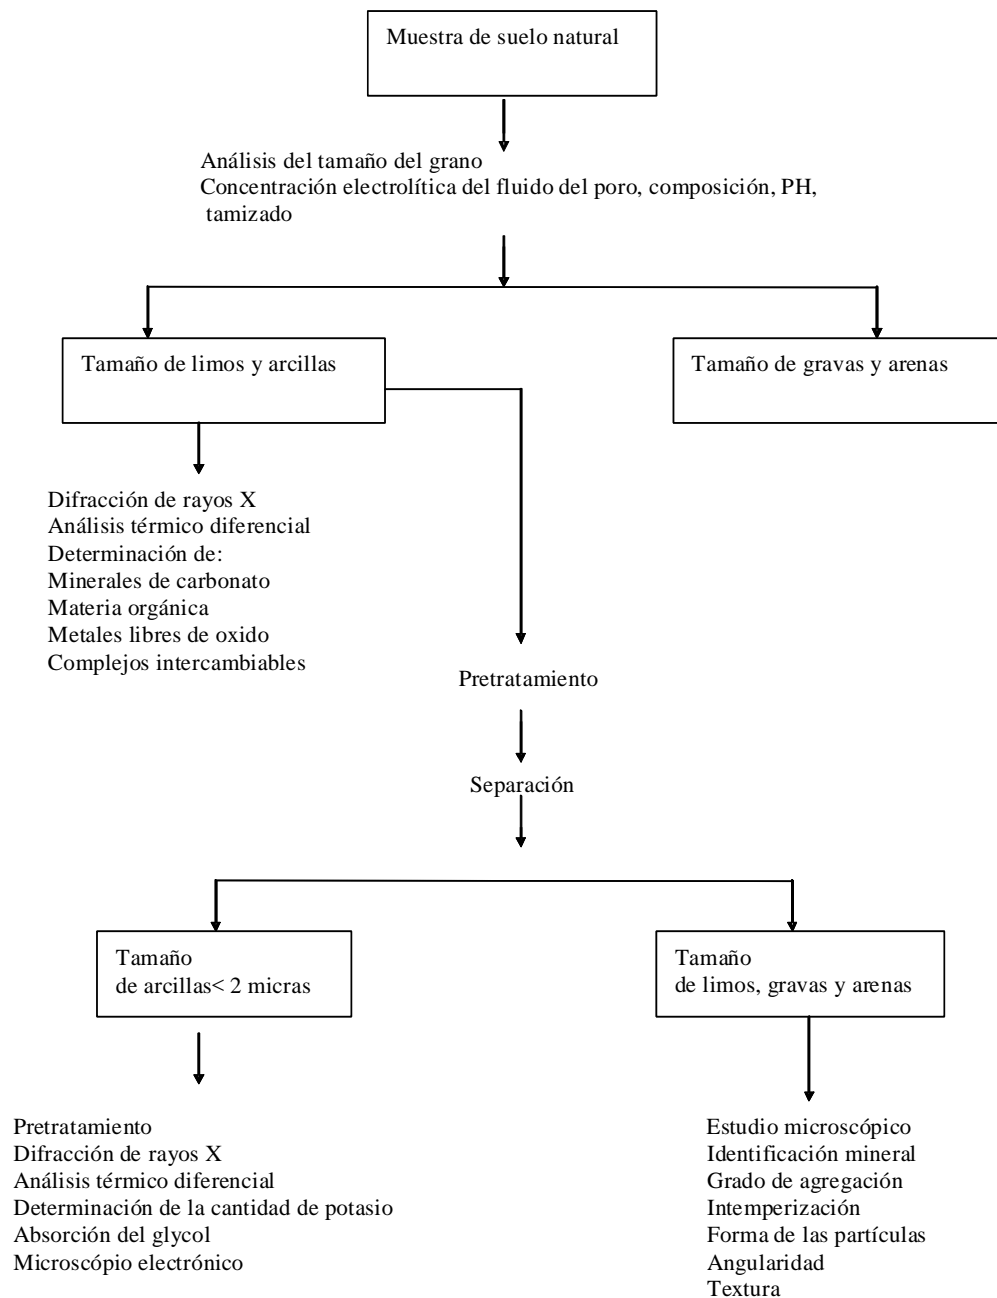 Muestra de suelo natural
Análisis del tamaño del grano
Concentración electrolítica del fluido del poro, composición, PH,
tamizado
Tamaño de limos y arcillas
Tamaño de gravas y arenas
Difracción de rayos X
Análisis térmico diferencial
Determinación de:
Minerales de carbonato
Materia orgánica
Metales libres de oxido
Complejos intercambiables
Pretratamiento
Separación
Tamaño
de arcillas< 2 micras
Tamaño
de limos, gravas y arenas
Pretratamiento
Difracción de rayos X
Análisis térmico diferencial
Determinación de la cantidad de potasio
Absorción del glycol
Microscópio electrónico
Estudio microscópico
Identificación mineral
Grado de agregación
Intemperización
Forma de las partículas
Angularidad
Textura